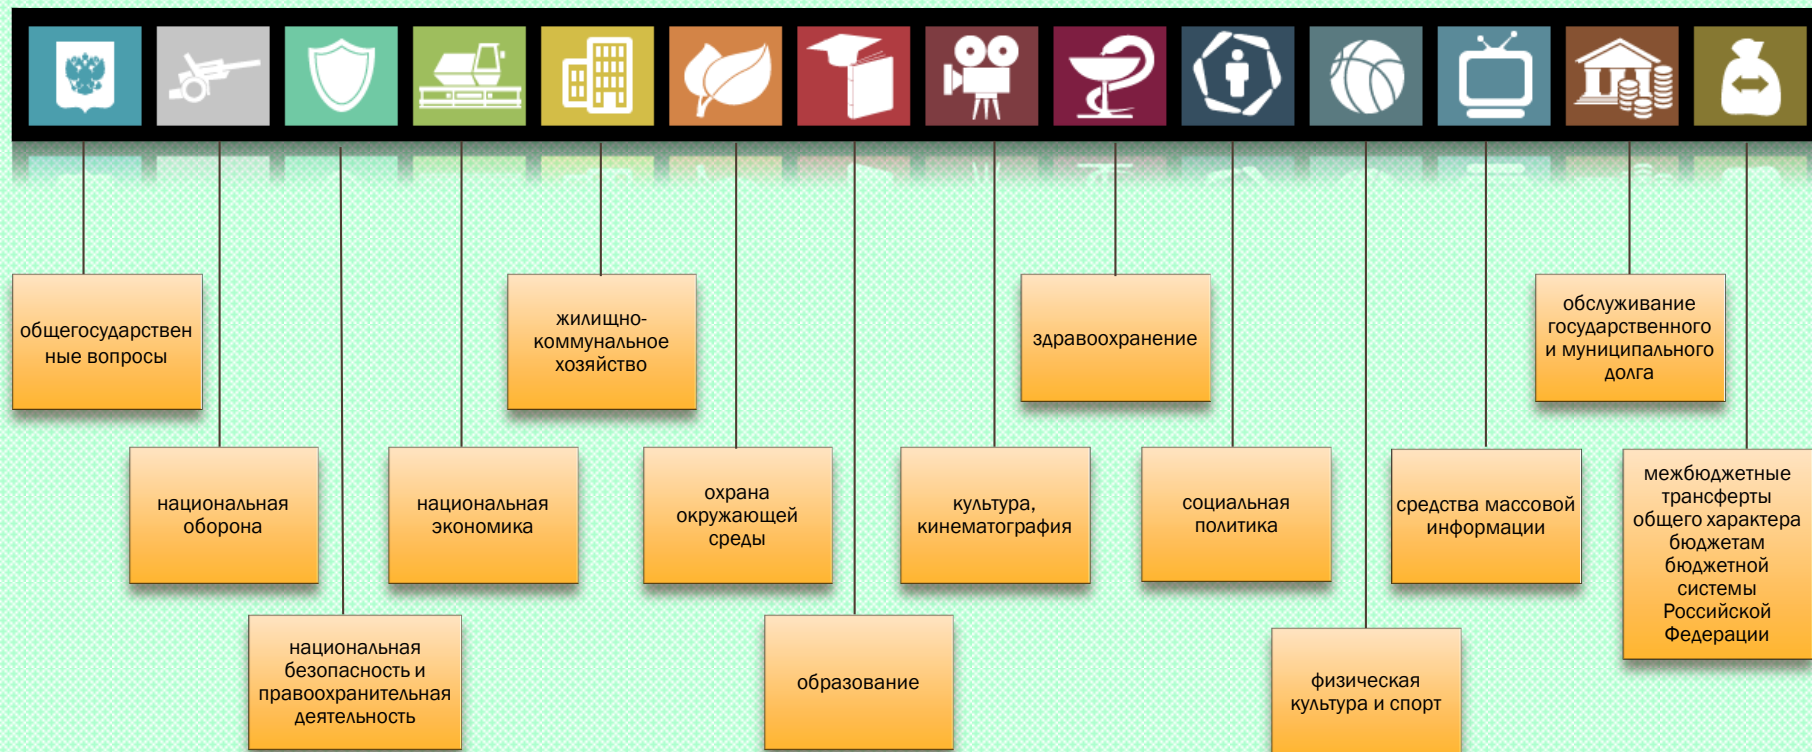 общегосударствен
ные вопросы
жилищно-
коммунальное
хозяйство
здравоохранение
обслуживание
государственного
и муниципального
долга
национальная
оборона
национальная
экономика
охрана
окружающей
среды
культура,
кинематография
социальная
политика
средства массовой
информации
межбюджетные
трансферты
общего характера
бюджетам
бюджетной
системы
Российской
Федерации
национальная
безопасность и
правоохранительная
деятельность
образование
физическая
культура и спорт